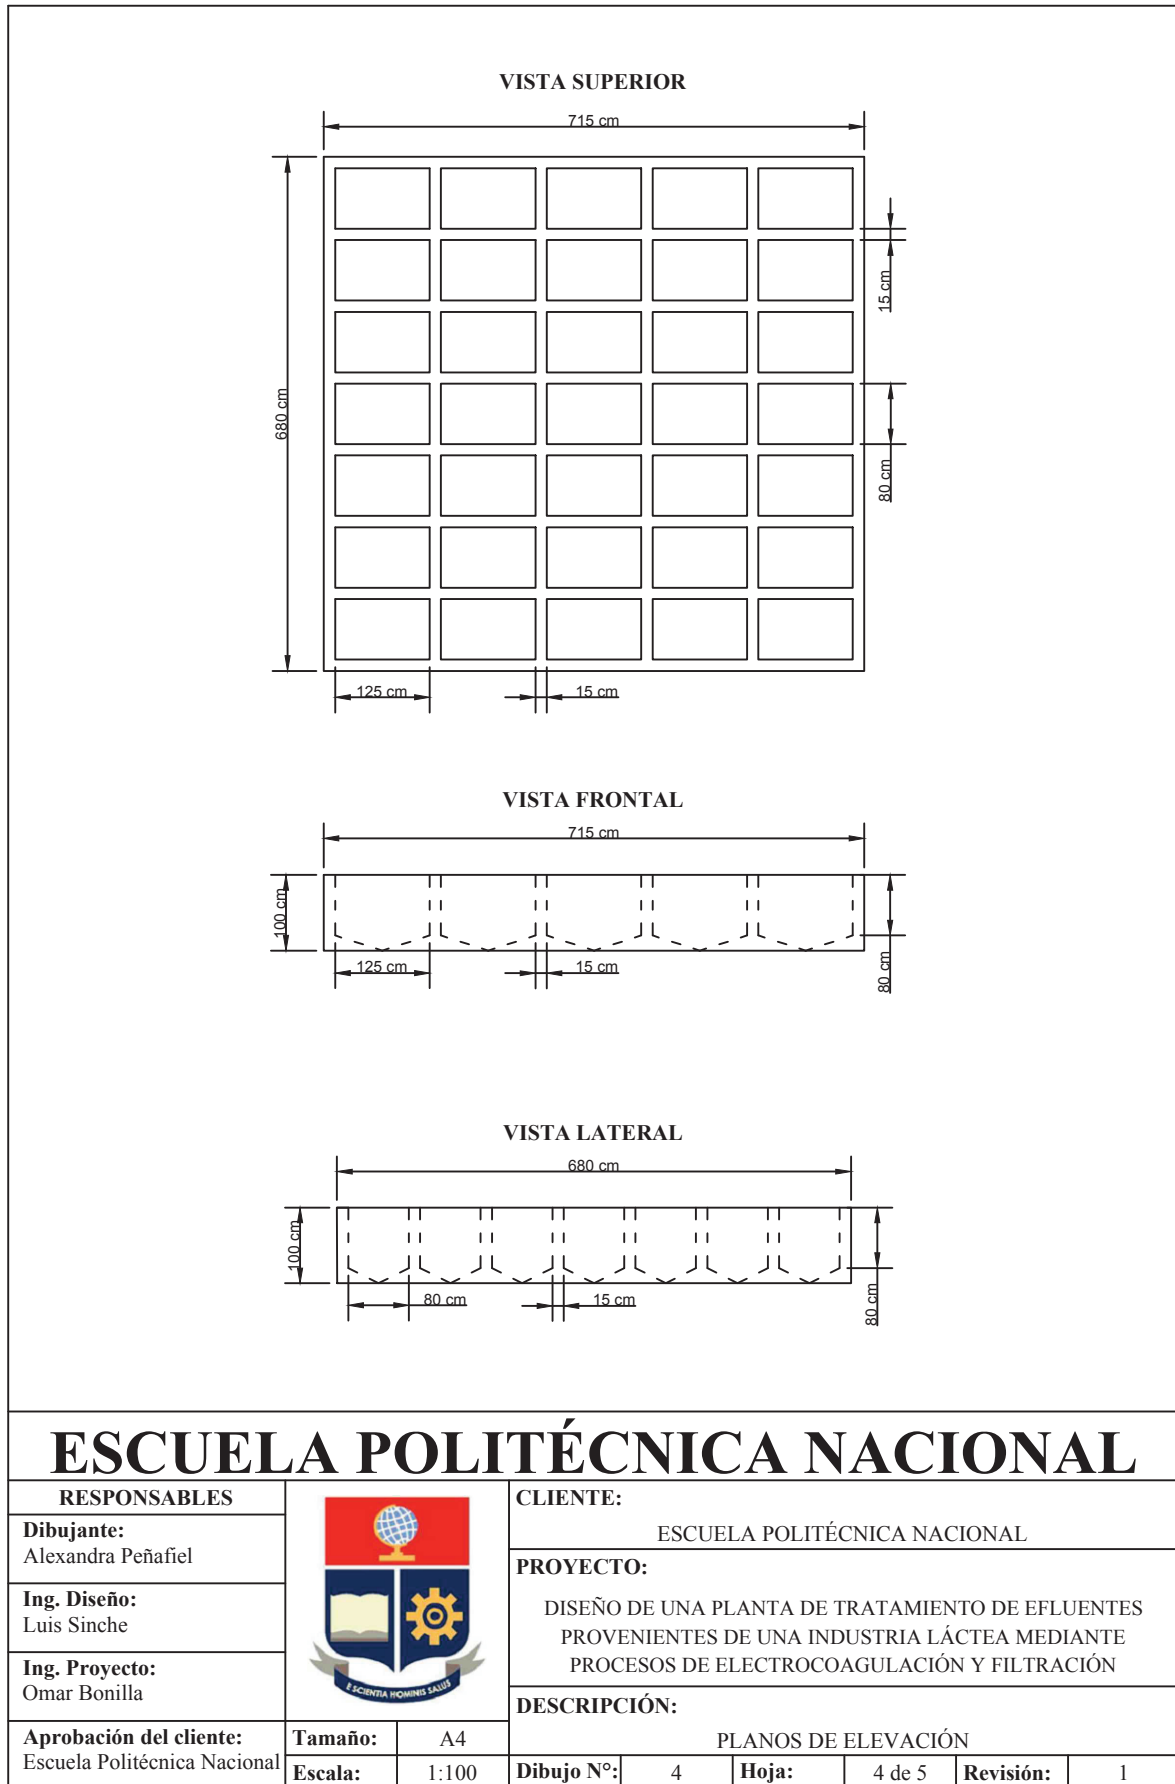 VISTA SUPERIOR
715 cm
680 cm
15 cm
80 cm
125 cm
15 cm
VISTA FRONTAL
715 cm
100 cm
80 cm
125 cm
15 cm
VISTA LATERAL
680 cm
100 cm
80 cm
80 cm
15 cm
ESCUELA POLITÉCNICA NACIONAL
RESPONSABLES
Dibujante:
Alexandra Peñafiel
Ing. Diseño:
Luis Sinche
Ing. Proyecto:
Omar Bonilla
Aprobación del cliente:
Escuela Politécnica Nacional
E SCIENTIA HOMINIS SALUS
Tamaño: A4
Escala: 1:100
CLIENTE:
ESCUELA POLITÉCNICA NACIONAL
PROYECTO:
DISEÑO DE UNA PLANTA DE TRATAMIENTO DE EFLUENTES
PROVENIENTES DE UNA INDUSTRIA LÁCTEA MEDIANTE
PROCESOS DE ELECTROCOAGULACIÓN Y FILTRACIÓN
DESCRIPCIÓN:
PLANOS DE ELEVACIÓN
Dibujo N°: 4 Hoja: 4 de 5 Revisión: 1